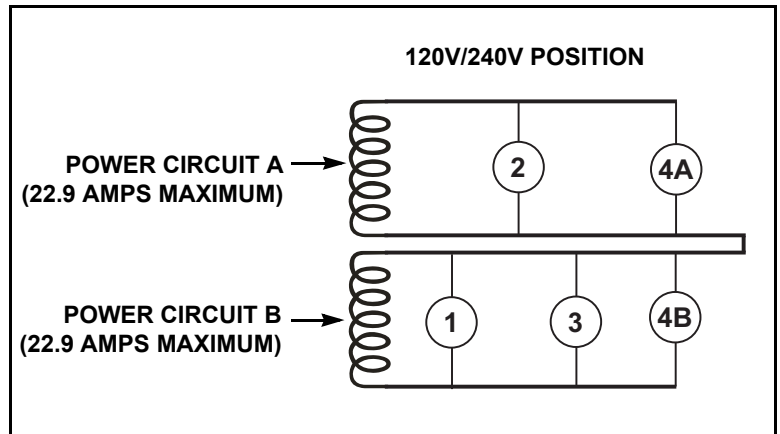 120V/240V POSITION
POWER CIRCUIT A
(22.9 AMPS MAXIMUM)
2
4A
POWER CIRCUIT B
(22.9 AMPS MAXIMUM)
1
3
4B